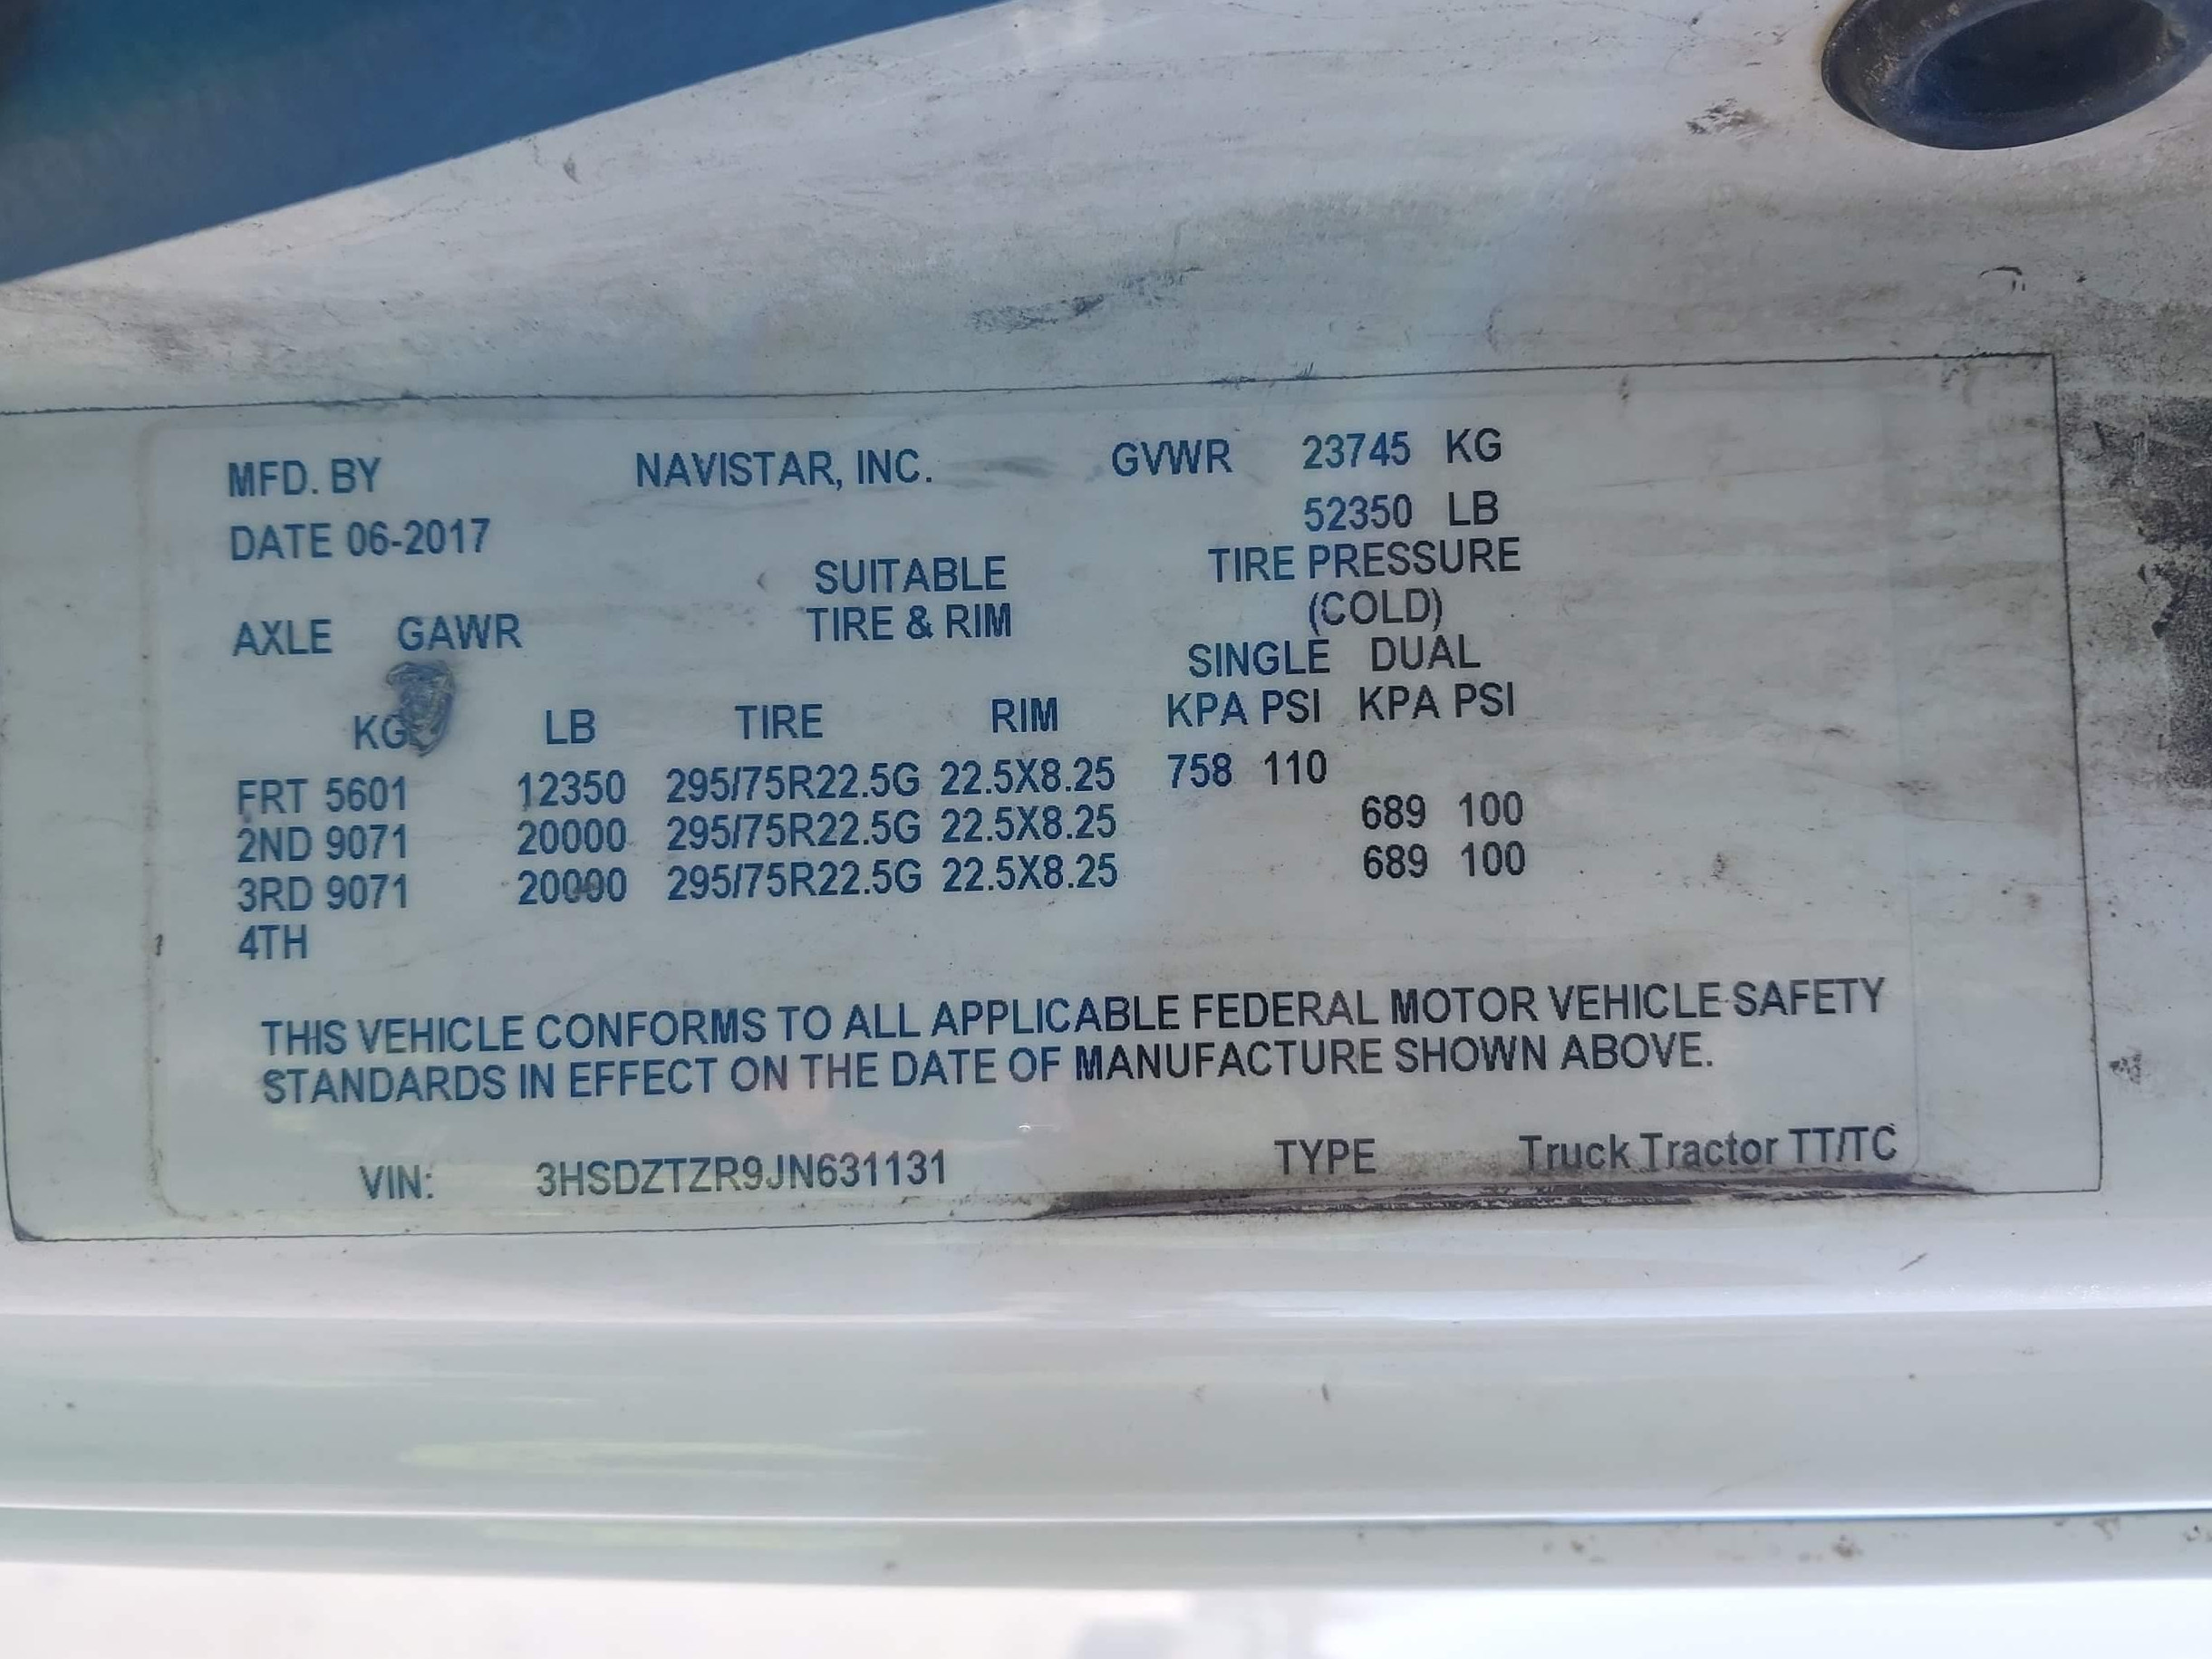 MFD. BY NAVISTAR, INC. GVWR 23745 KG
DATE 06-2017 52350 LB
SUITABLE TIRE PRESSURE
AXLE GAWR TIRE & RIM (COLD)
SINGLE DUAL
KG LB TIRE RIM KPA PSI KPA PSI
FRT 5601 12350 295/75R22.5G 22.5X8.25 758 110
2ND 9071 20000 295/75R22.5G 22.5X8.25 689 100
3RD 9071 20000 295/75R22.5G 22.5X8.25 689 100
4TH
THIS VEHICLE CONFORMS TO ALL APPLICABLE FEDERAL MOTOR VEHICLE SAFETY
STANDARDS IN EFFECT ON THE DATE OF MANUFACTURE SHOWN ABOVE.
VIN: 3HSDZTZR9JN631131 TYPE Truck Tractor TT/TC